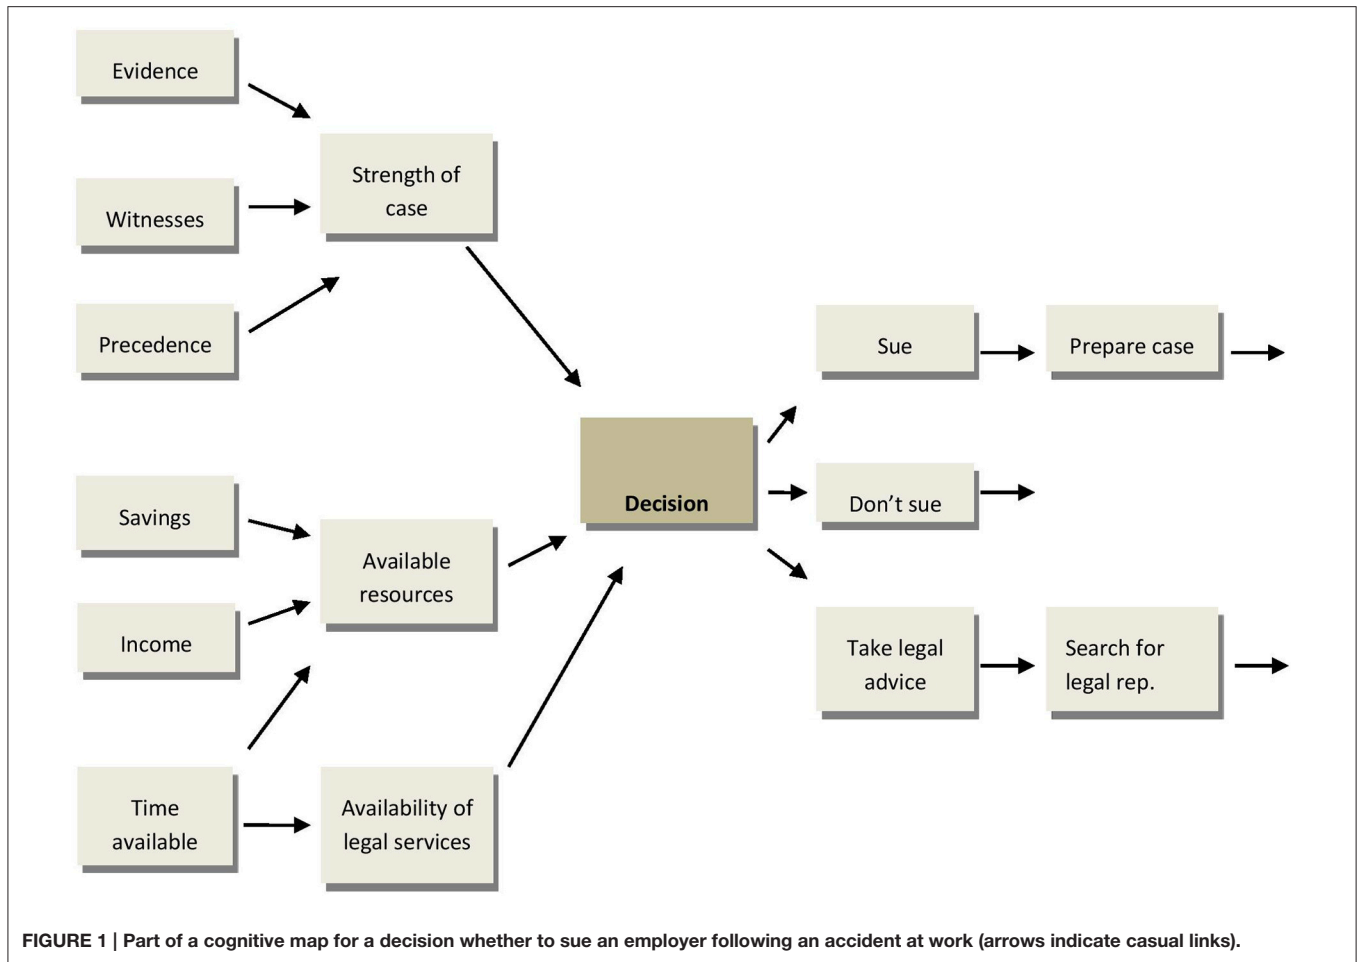 Evidence
Strength of
case
Witnesses
Precedence
Sue
Prepare case
Decision
Don’t sue
Savings
Available
resources
Income
Take legal
advice
Search for
legal rep.
Time
available
Availability of
legal services
FIGURE 1 | Part of a cognitive map for a decision whether to sue an employer following an accident at work (arrows indicate casual links).